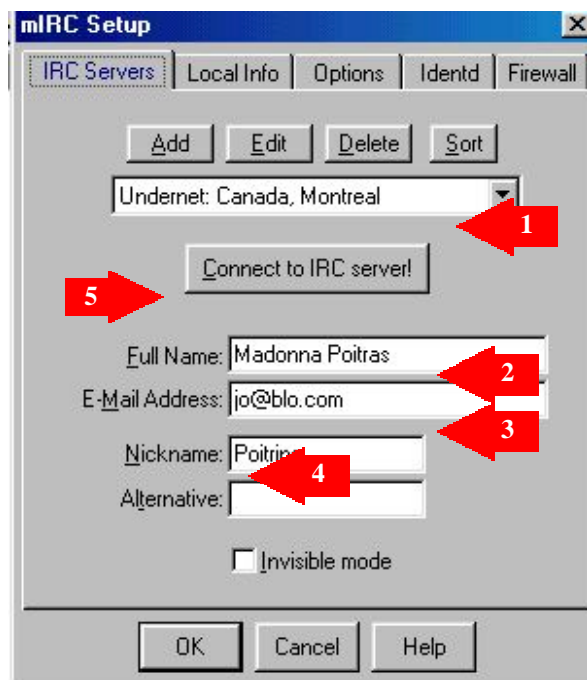 mIRC Setup
IRC Servers Local Info Options Identd Firewall
Add Edit Delete Sort
Undernet: Canada, Montreal
1
Connect to IRC server!
5
Full Name: Madonna Poitras
2
E-Mail Address: jo@blo.com
3
Nickname:
4
Alternative:
Invisible mode
OK Cancel Help